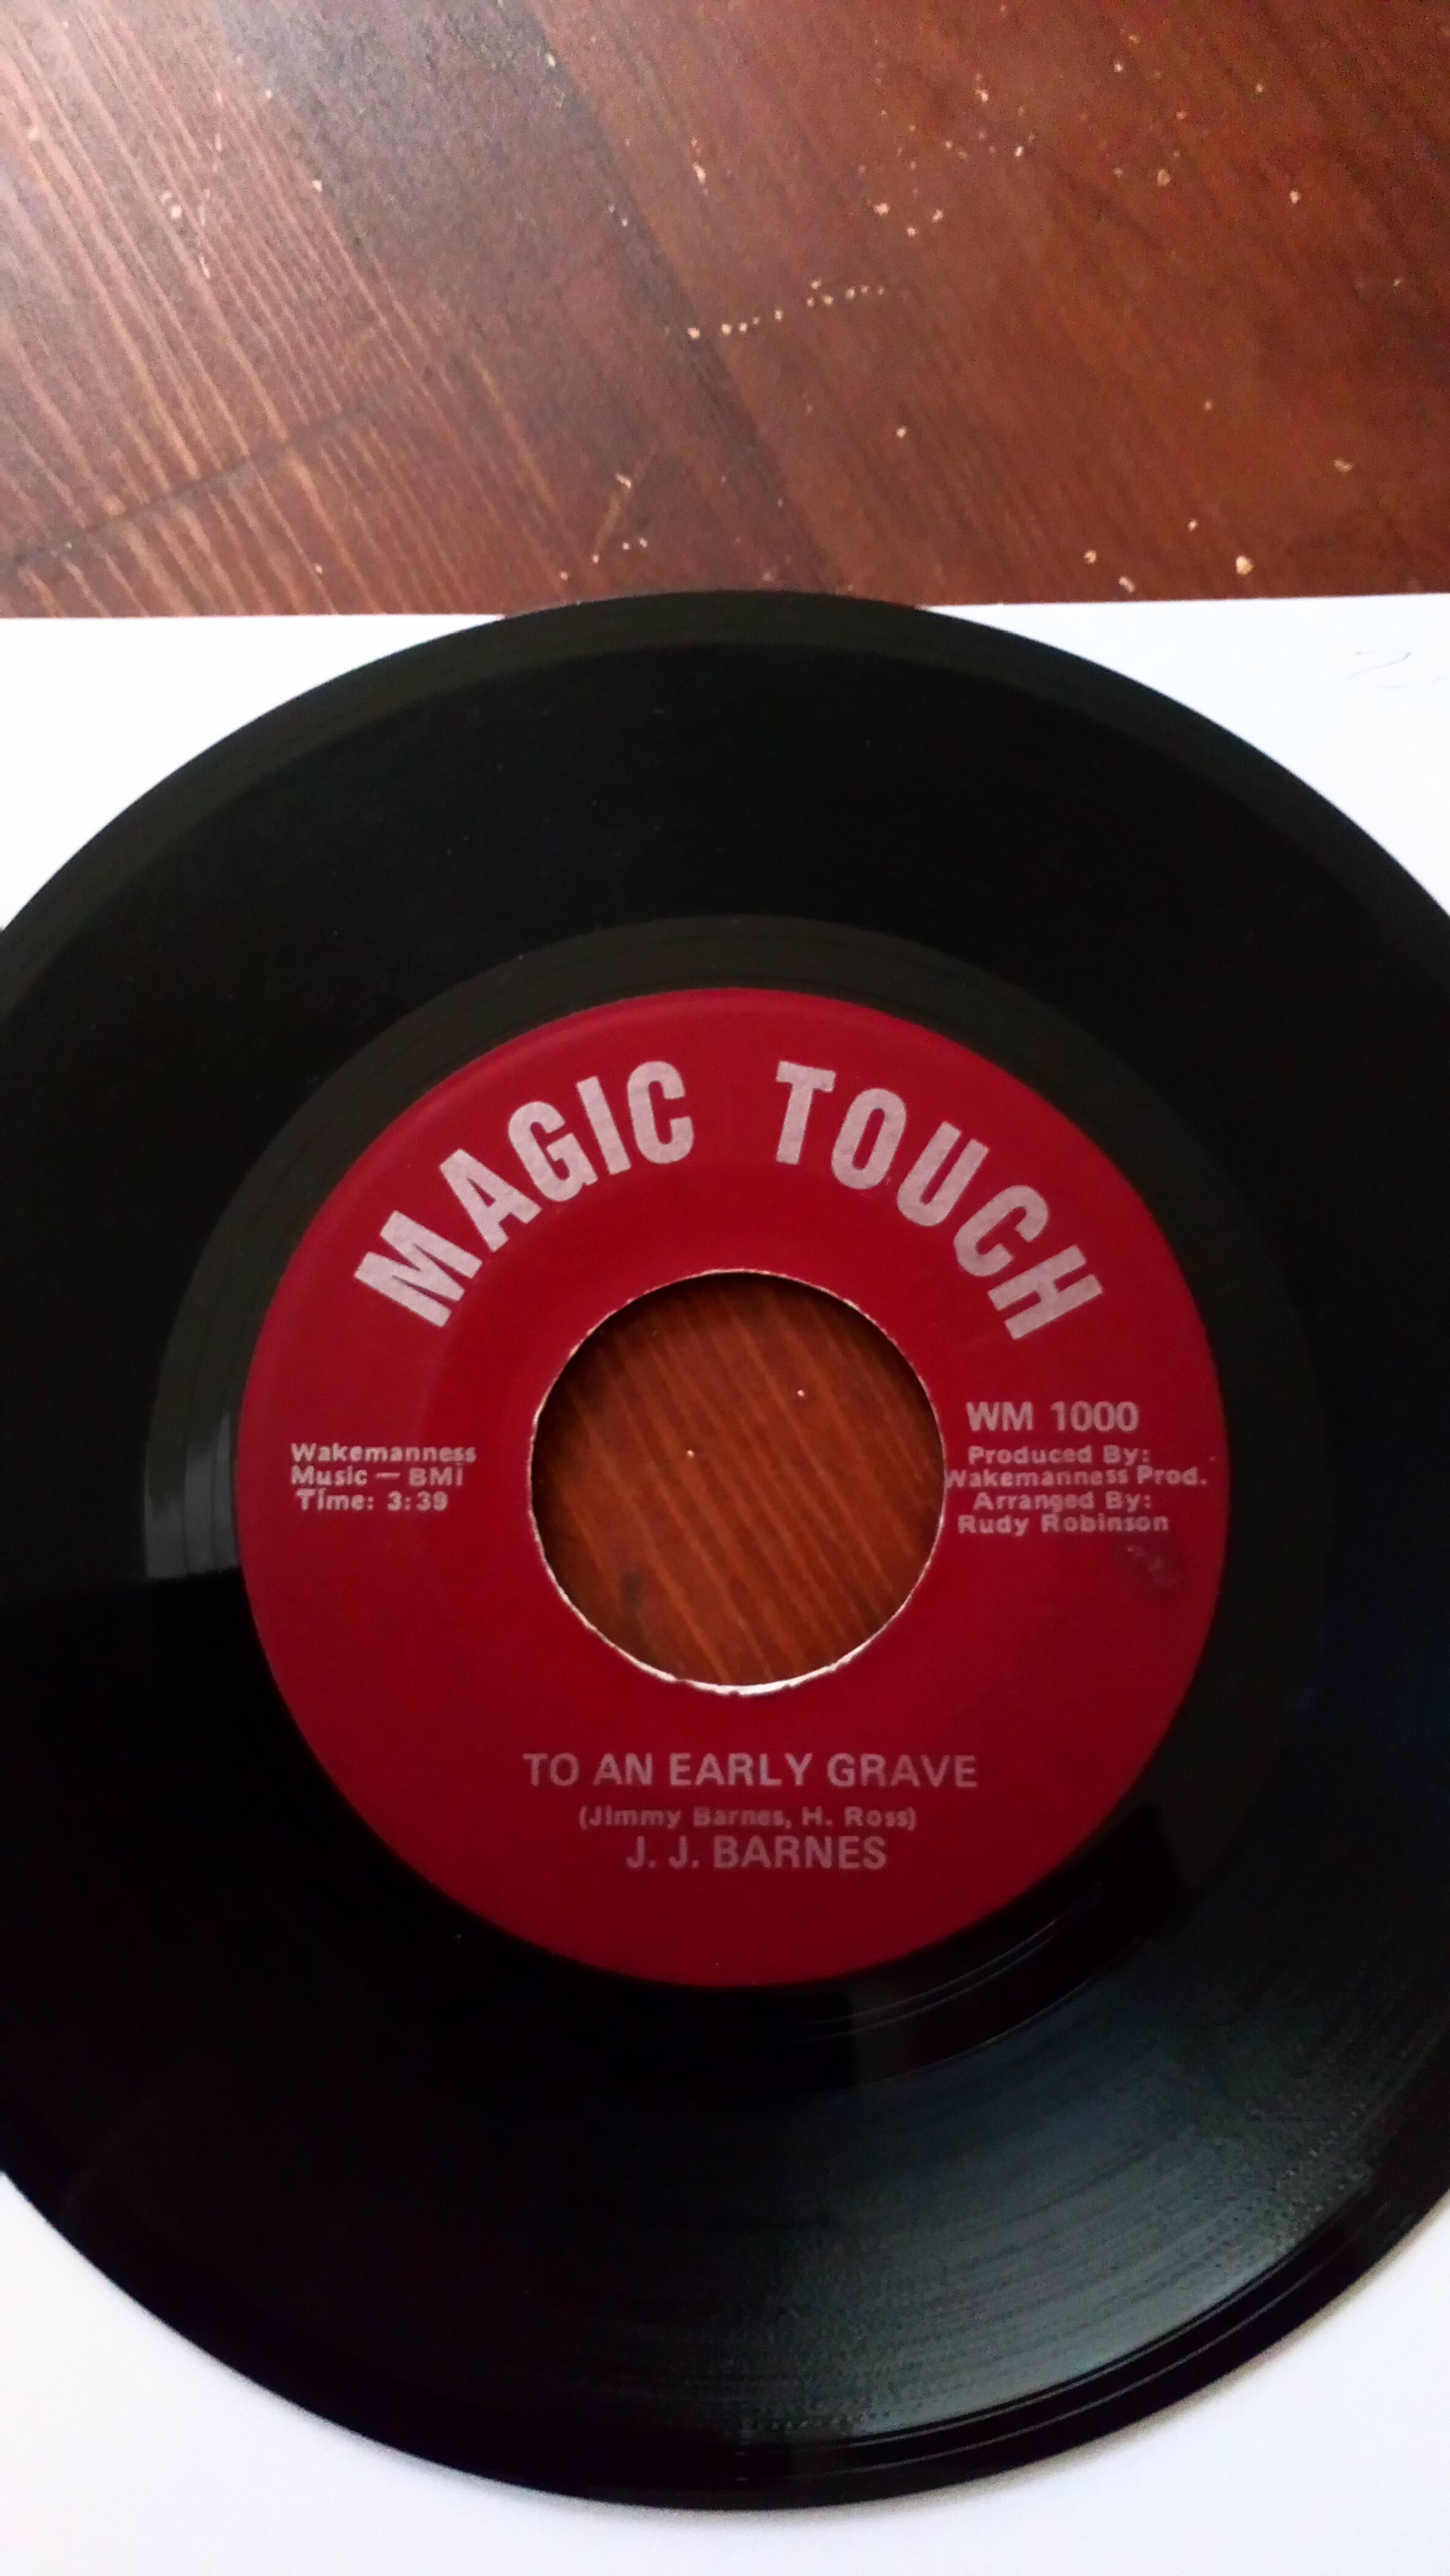 MAGIC TOUCH
Wakemanness
Music — BMI
Time: 3:39
WM 1000
Produced By:
Wakemanness Prod.
Arranged By:
Rudy Robinson
TO AN EARLY GRAVE
(Jimmy Barnes, H. Ross)
J. J. BARNES